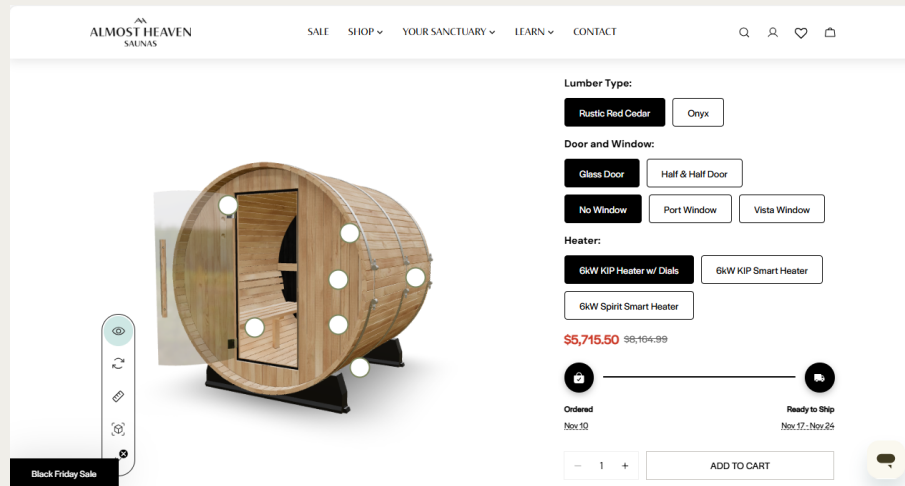 ALMOST HEAVEN
SAUNAS
SALE SHOP YOUR SANCTUARY LEARN CONTACT
Lumber Type:
Rustic Red Cedar Onyx
Door and Window:
Glass Door Half & Half Door
No Window Port Window Vista Window
Heater:
6kW KIP Heater w/ Dials 6kW KIP Smart Heater
6kW Spirit Smart Heater
$5,715.50 $8,164.99
Ordered Ready to Ship
Nov 10 Nov 17 - Nov 24
− 1 + ADD TO CART
Black Friday Sale